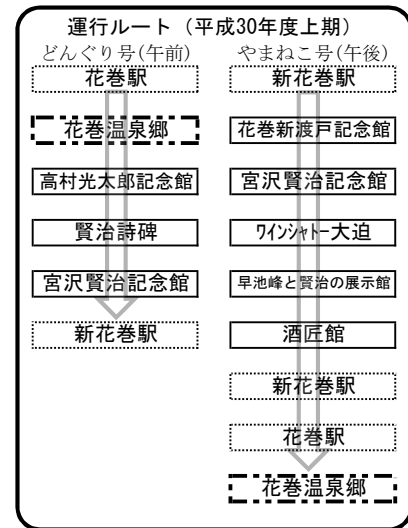 運行ルート（平成30年度上期）
どんぐり号(午前)
花巻駅
花巻温泉郷
高村光太郎記念館
賢治詩碑
宮沢賢治記念館
新花巻駅
やまねこ号(午後)
新花巻駅
花巻新渡戸記念館
宮沢賢治記念館
ﾜｲﾝｼｬﾄｰ大迫
早池峰と賢治の展示館
酒匠館
新花巻駅
花巻駅
花巻温泉郷